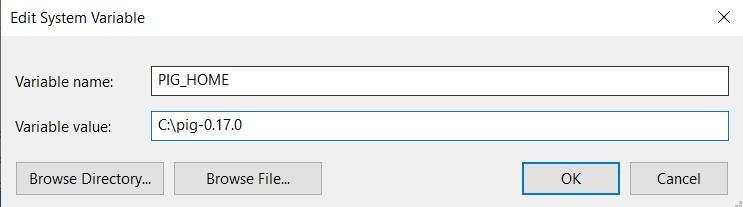 Edit System Variable
Variable name: PIG_HOME
Variable value: C:\pig-0.17.0
Browse Directory... Browse File... OK Cancel